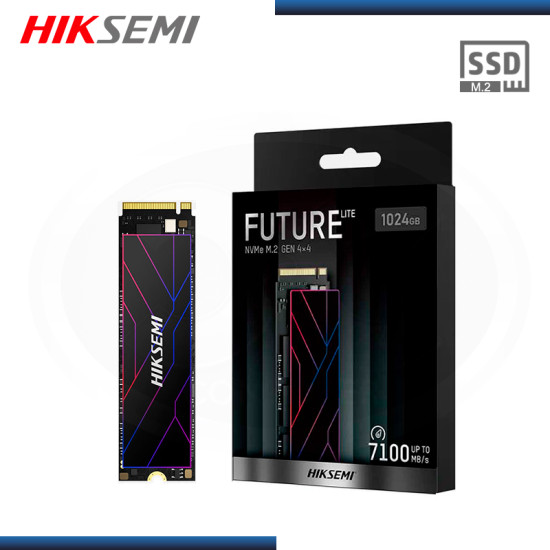 HIKSEMI
SSD
M.2
FUTURE LITE
1024GB
NVMe M.2 GEN 4×4
HIKSEMI
7100 UP TO MB/s
HIKSEMI